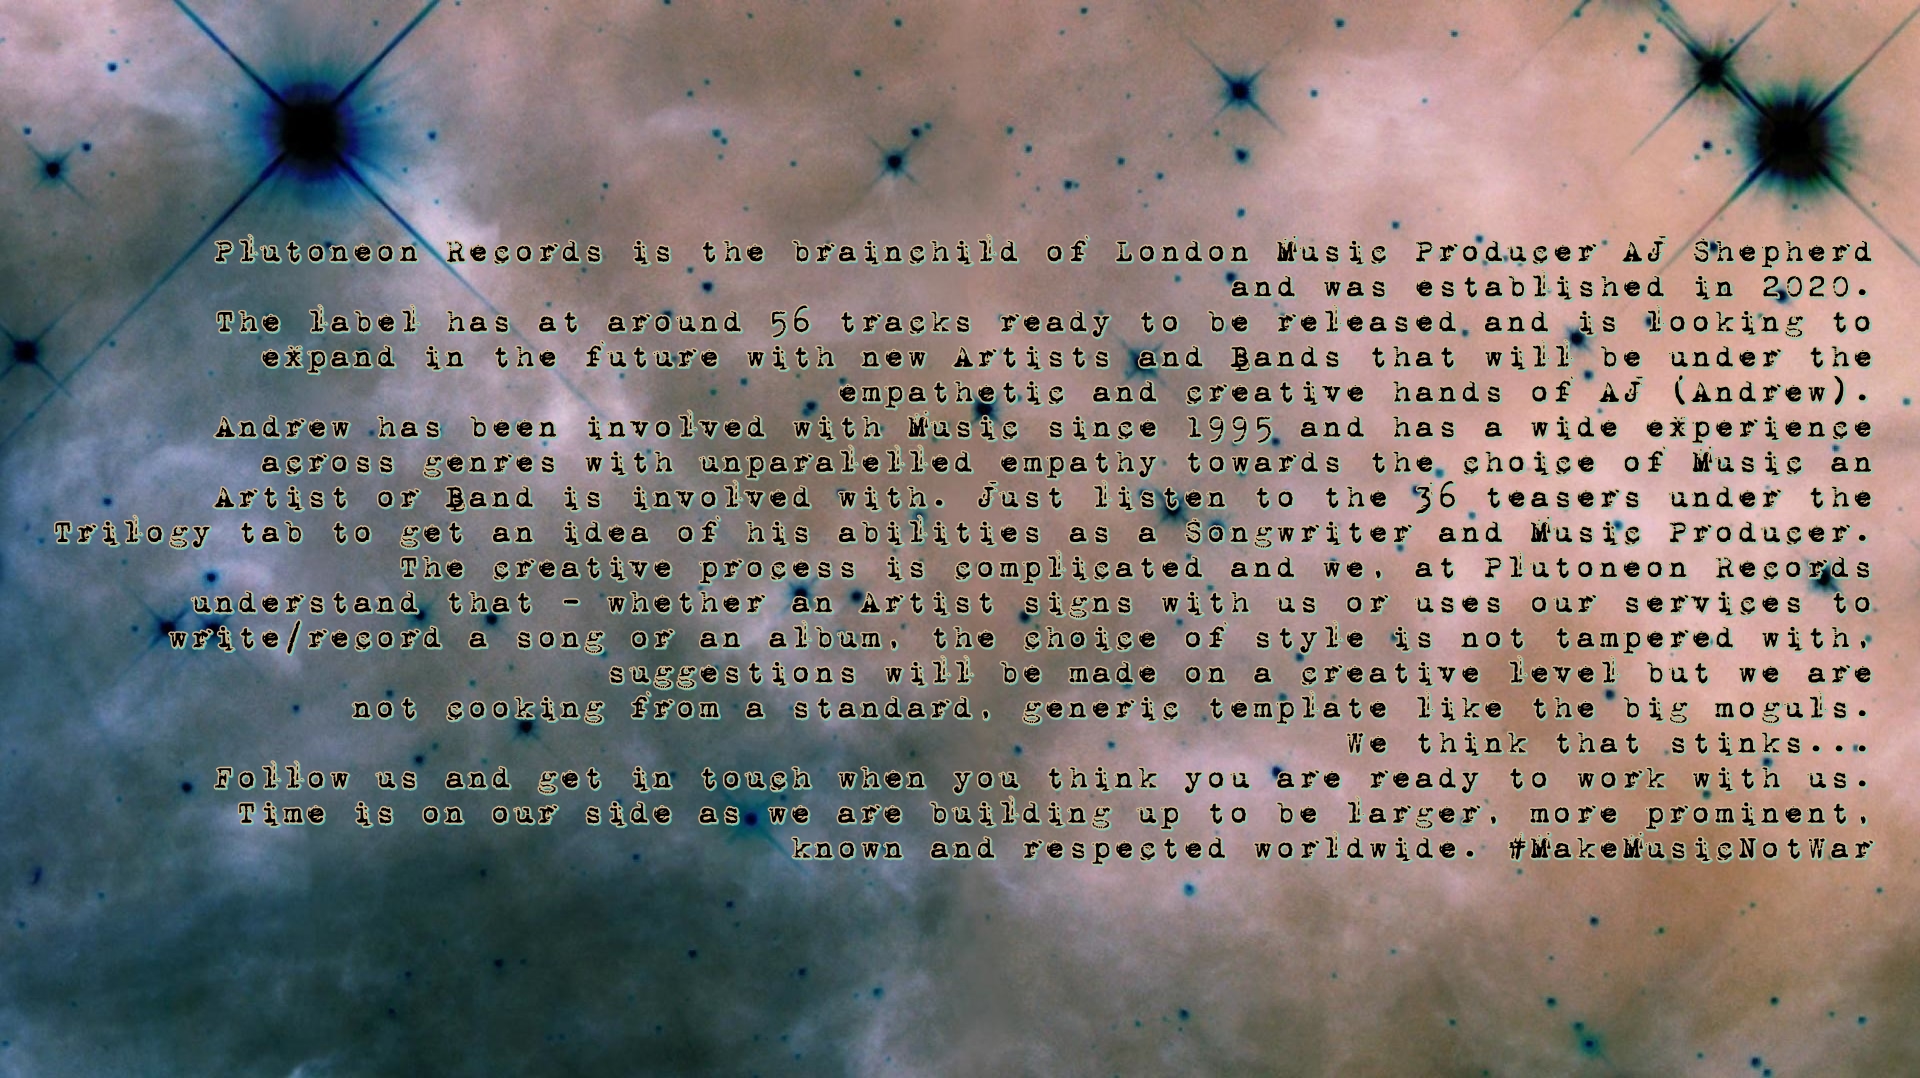 Plutoneon Records is the brainchild of London Music Producer AJ Shepherd
and was established in 2020.
The label has at around 56 tracks ready to be released and is looking to
expand in the future with new Artists and Bands that will be under the
empathetic and creative hands of AJ (Andrew).
Andrew has been involved with Music since 1995 and has a wide experience
across genres with unparalelled empathy towards the choice of Music an
Artist or Band is involved with. Just listen to the 36 teasers under the
Trilogy tab to get an idea of his abilities as a Songwriter and Music Producer.
The creative process is complicated and we, at Plutoneon Records
understand that - whether an Artist signs with us or uses our services to
write/record a song or an album, the choice of style is not tampered with,
suggestions will be made on a creative level but we are
not cooking from a standard, generic template like the big moguls.
We think that stinks...
Follow us and get in touch when you think you are ready to work with us.
Time is on our side as we are building up to be larger, more prominent,
known and respected worldwide. #MakeMusicNotWar